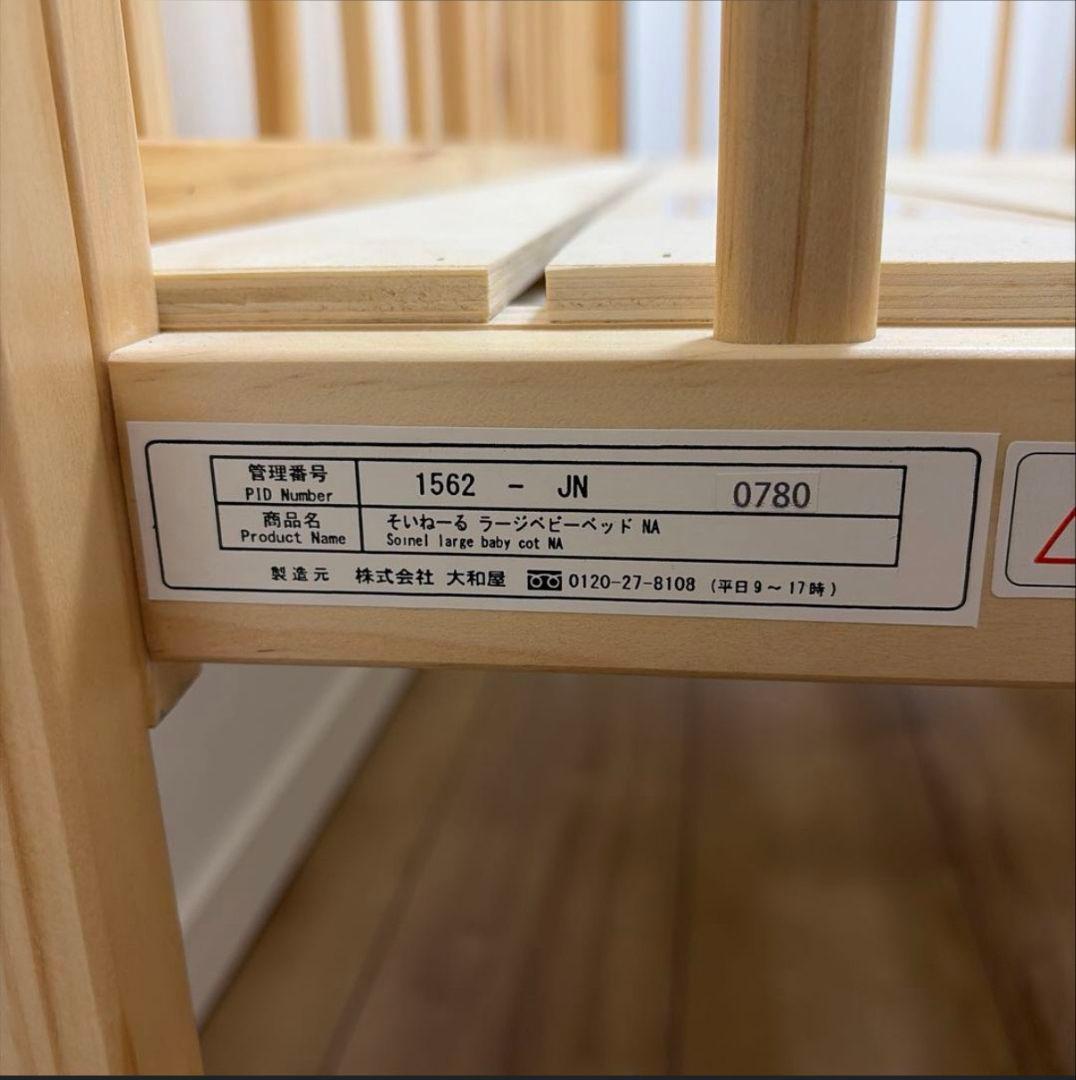 管理番号 1562 - JN 0780
PID Number
商品名 そいねーる ラージベビーベッド NA
Product Name Soinel large baby cot NA
製造元 株式会社 大和屋 0120-27-8108 (平日9～17時)